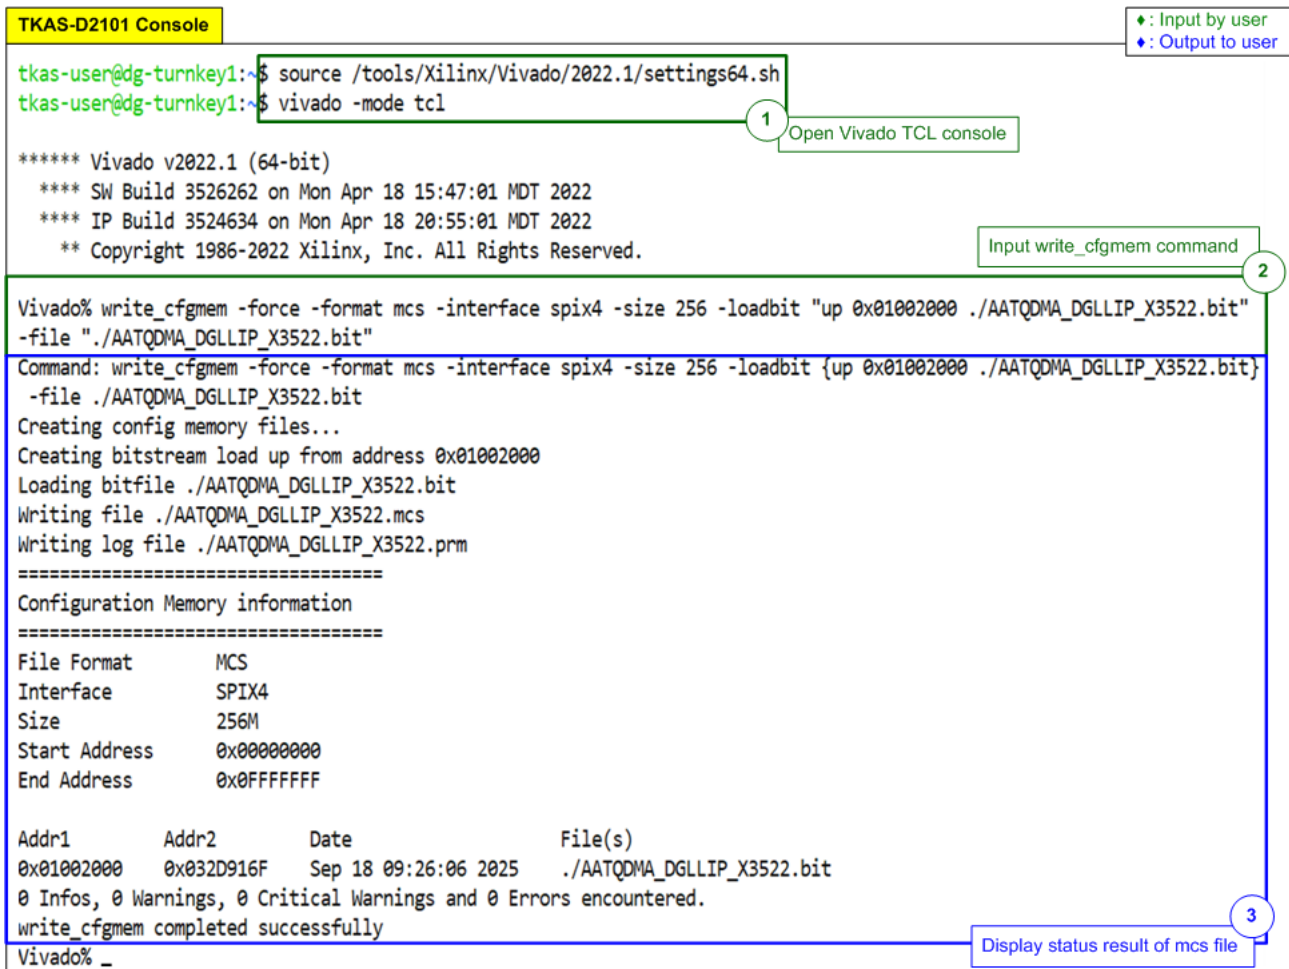 TKAS-D2101 Console
♦: Input by user
♦: Output to user
tkas-user@dg-turnkey1:~$ source /tools/Xilinx/Vivado/2022.1/settings64.sh
tkas-user@dg-turnkey1:~$ vivado -mode tcl
1
Open Vivado TCL console
****** Vivado v2022.1 (64-bit)
**** SW Build 3526262 on Mon Apr 18 15:47:01 MDT 2022
**** IP Build 3524634 on Mon Apr 18 20:55:01 MDT 2022
** Copyright 1986-2022 Xilinx, Inc. All Rights Reserved.
Input write_cfgmem command
2
Vivado% write_cfgmem -force -format mcs -interface spix4 -size 256 -loadbit "up 0x01002000 ./AATQDMA_DGLLIP_X3522.bit"
-file "./AATQDMA_DGLLIP_X3522.bit"
Command: write_cfgmem -force -format mcs -interface spix4 -size 256 -loadbit {up 0x01002000 ./AATQDMA_DGLLIP_X3522.bit}
-file ./AATQDMA_DGLLIP_X3522.bit
Creating config memory files...
Creating bitstream load up from address 0x01002000
Loading bitfile ./AATQDMA_DGLLIP_X3522.bit
Writing file ./AATQDMA_DGLLIP_X3522.mcs
Writing log file ./AATQDMA_DGLLIP_X3522.prm
===================================
Configuration Memory information
===================================
File Format MCS
Interface SPIX4
Size 256M
Start Address 0x00000000
End Address 0x0FFFFFFF
Addr1 Addr2 Date File(s)
0x01002000 0x032D916F Sep 18 09:26:06 2025 ./AATQDMA_DGLLIP_X3522.bit
0 Infos, 0 Warnings, 0 Critical Warnings and 0 Errors encountered.
write_cfgmem completed successfully
3
Display status result of mcs file
Vivado% _